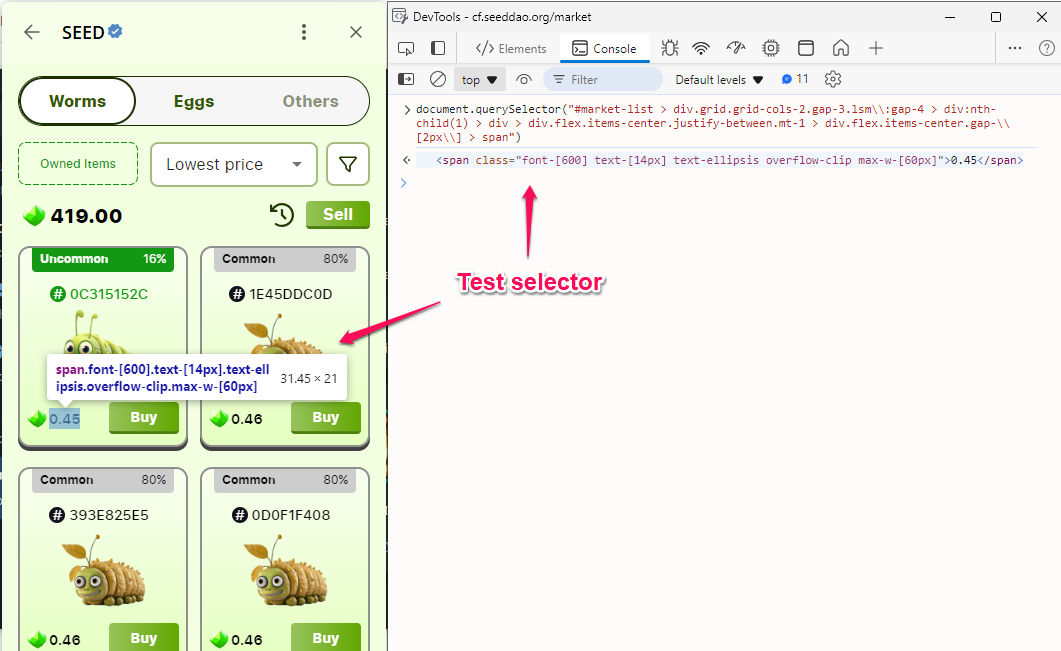 SEED
Worms
Eggs
Others
Owned Items
Lowest price
419.00
Sell
Uncommon
16%
# 0C315152C
span.font-[600].text-[14px].text-ell
ipsis.overflow-clip.max-w-[60px]
31.45 × 21
0.45
Buy
Common
80%
# 1E45DDC0D
0.46
Buy
Common
80%
# 393E825E5
0.46
Buy
Common
80%
# 0D0F1F408
0.46
Buy
DevTools - cf.seeddao.org/market
Elements
Console
top
Filter
Default levels
11
document.querySelector("#market-list > div.grid.grid-cols-2.gap-3.lsm\\:gap-4 > div:nth-
child(1) > div > div.flex.items-center.justify-between.mt-1 > div.flex.items-center.gap-\\
[2px\\] > span")
<span class="font-[600] text-[14px] text-ellipsis overflow-clip max-w-[60px]">0.45</span>
Test selector